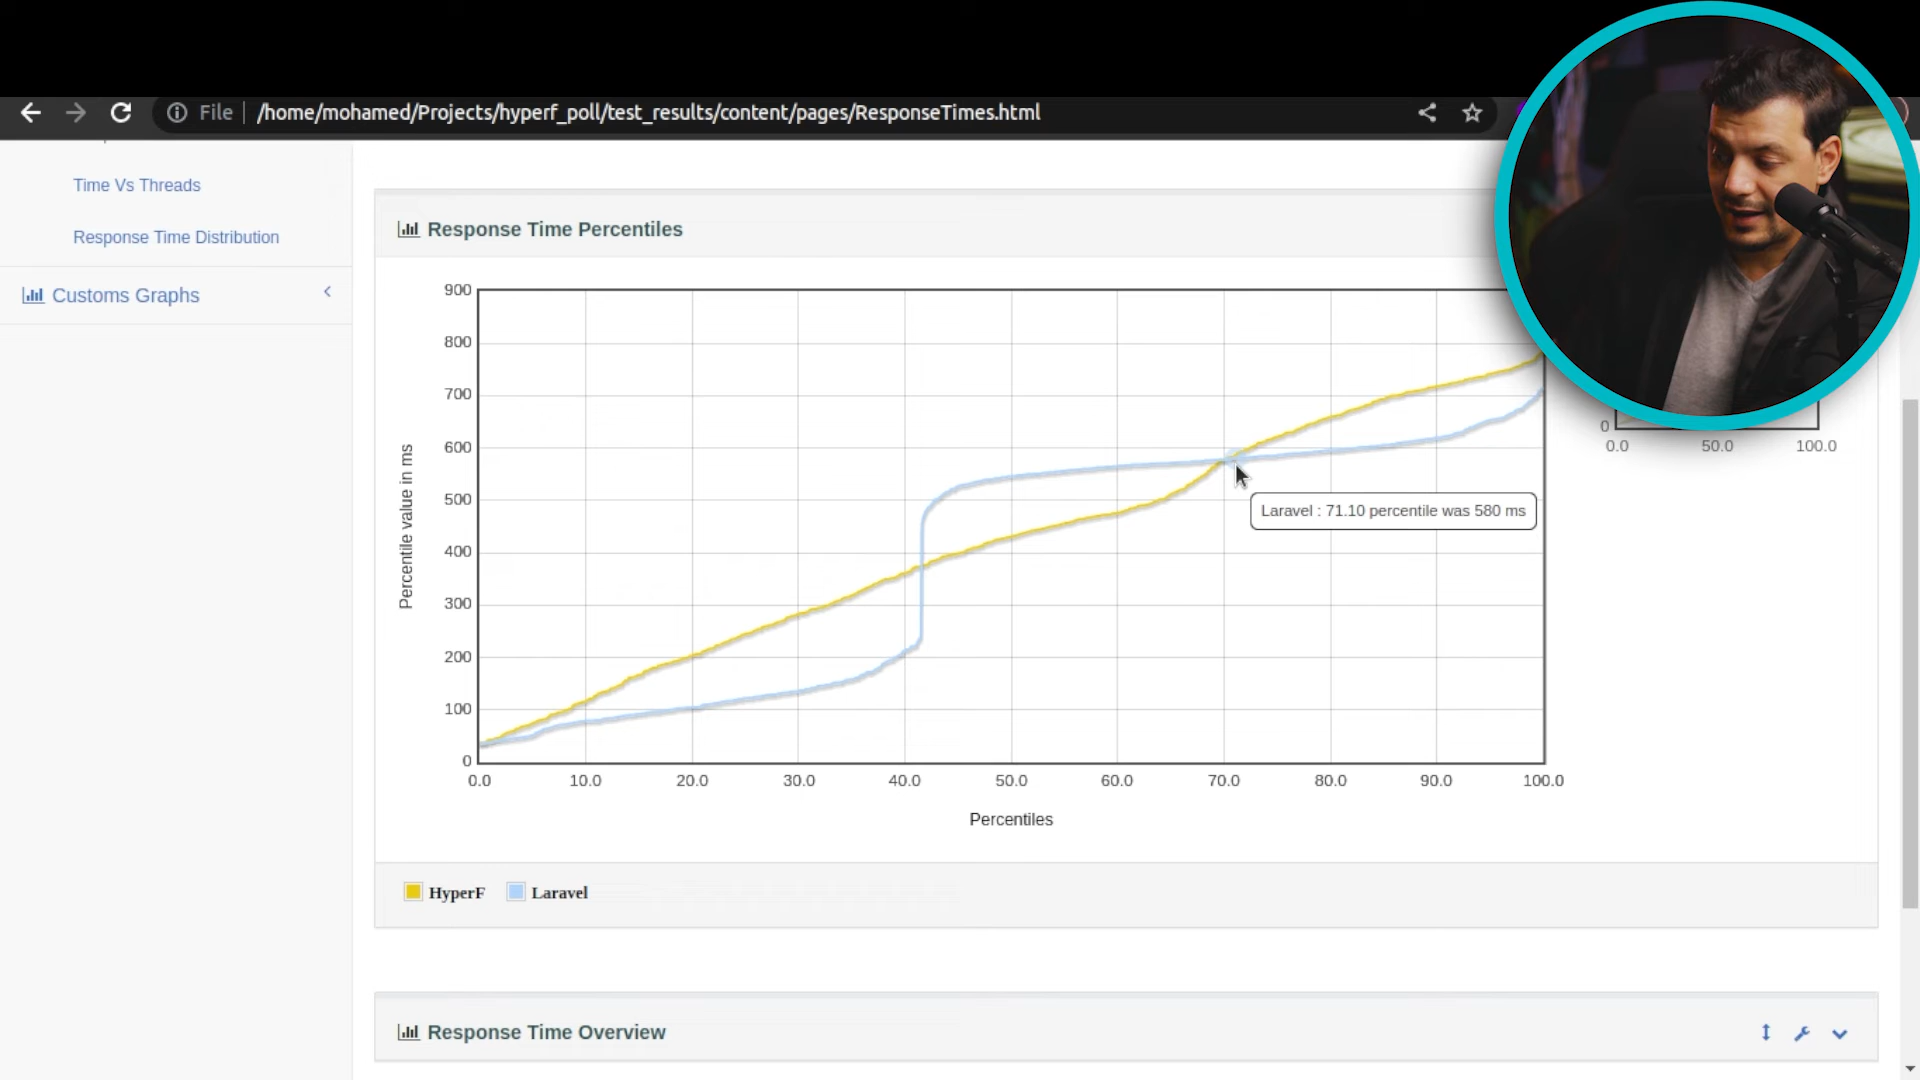 File
/home/mohamed/Projects/hyperf_poll/test_results/content/pages/ResponseTimes.html
Time Vs Threads
Response Time Distribution
Customs Graphs
Response Time Percentiles
900
800
700
600
500
400
300
200
100
0
Percentile value in ms
0.0 10.0 20.0 30.0 40.0 50.0 60.0 70.0 80.0 90.0 100.0
Percentiles
Laravel : 71.10 percentile was 580 ms
0
0.0 50.0 100.0
HyperF Laravel
Response Time Overview